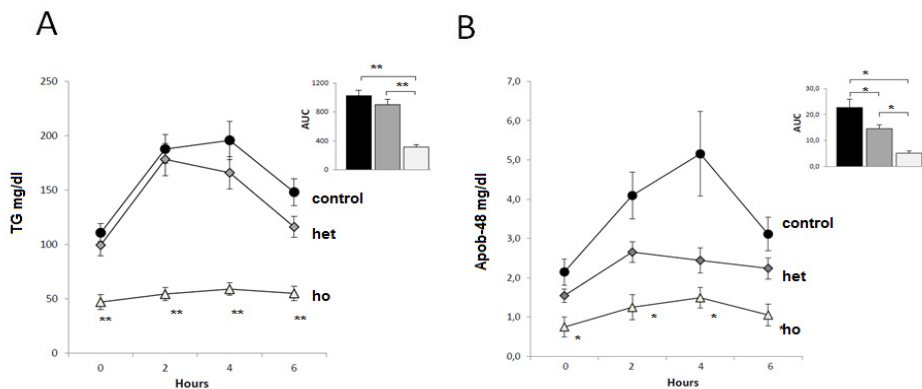 A
TG mg/dl
250
200
150
100
50
0
0 2 4 6
Hours
control
het
ho
** ** ** **
AUC
1200
800
400
0
** **
B
Apob-48 mg/dl
7,0
6,0
5,0
4,0
3,0
2,0
1,0
0,0
0 2 4 6
Hours
control
het
ho
* * * *
AUC
30,0
20,0
10,0
0,0
*
* *